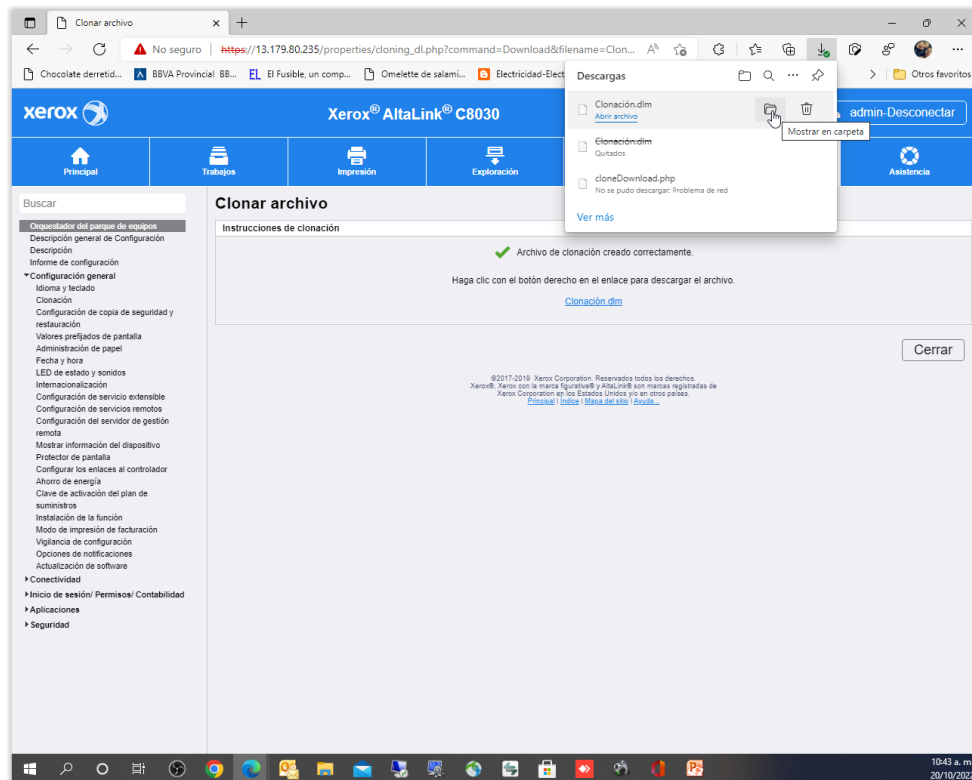 Clonar archivo
No seguro | https://13.179.80.235/properties/cloning_dl.php?command=Download&filename=Clon...
Chocolate derretid...
BBVA Provincial BB...
EL El Fusible, un comp...
Omelette de salami...
Electricidad-Elect
Otros favoritos
Descargas
Clonación.dlm
Abrir archivo
Mostrar en carpeta
Clonación.dlm
Quitados
cloneDownload.php
No se pudo descargar: Problema de red
Ver más
xerox
Xerox® AltaLink® C8030
admin-Desconectar
Principal
Trabajos
Impresión
Exploración
Asistencia
Buscar
Orquestador del parque de equipos
Descripción general de Configuración
Descripción
Informe de configuración
Configuración general
Idioma y teclado
Clonación
Configuración de copia de seguridad y
restauración
Valores prefijados de pantalla
Administración de papel
Fecha y hora
LED de estado y sonidos
Internacionalización
Configuración de servicio extensible
Configuración de servicios remotos
Configuración del servidor de gestión
remota
Mostrar información del dispositivo
Protector de pantalla
Configurar los enlaces al controlador
Ahorro de energía
Clave de activación del plan de
suministros
Instalación de la función
Modo de impresión de facturación
Vigilancia de configuración
Opciones de notificaciones
Actualización de software
Conectividad
Inicio de sesión/ Permisos/ Contabilidad
Aplicaciones
Seguridad
Clonar archivo
Instrucciones de clonación
Archivo de clonación creado correctamente.
Haga clic con el botón derecho en el enlace para descargar el archivo.
Clonación.dlm
Cerrar
©2017-2019 Xerox Corporation. Reservados todos los derechos.
Xerox®, Xerox con la marca figurativa® y AltaLink® son marcas registradas de
Xerox Corporation en los Estados Unidos y/o en otros países.
Principal | Índice | Mapa del sitio | Ayuda...
10:43 a. m
20/10/202